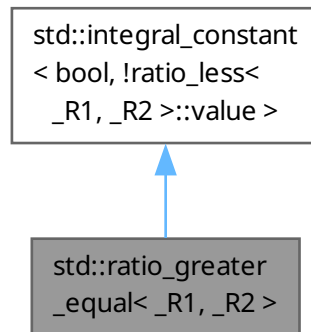 std::integral_constant
< bool, !ratio_less<
_R1, _R2 >::value >
std::ratio_greater
_equal< _R1, _R2 >